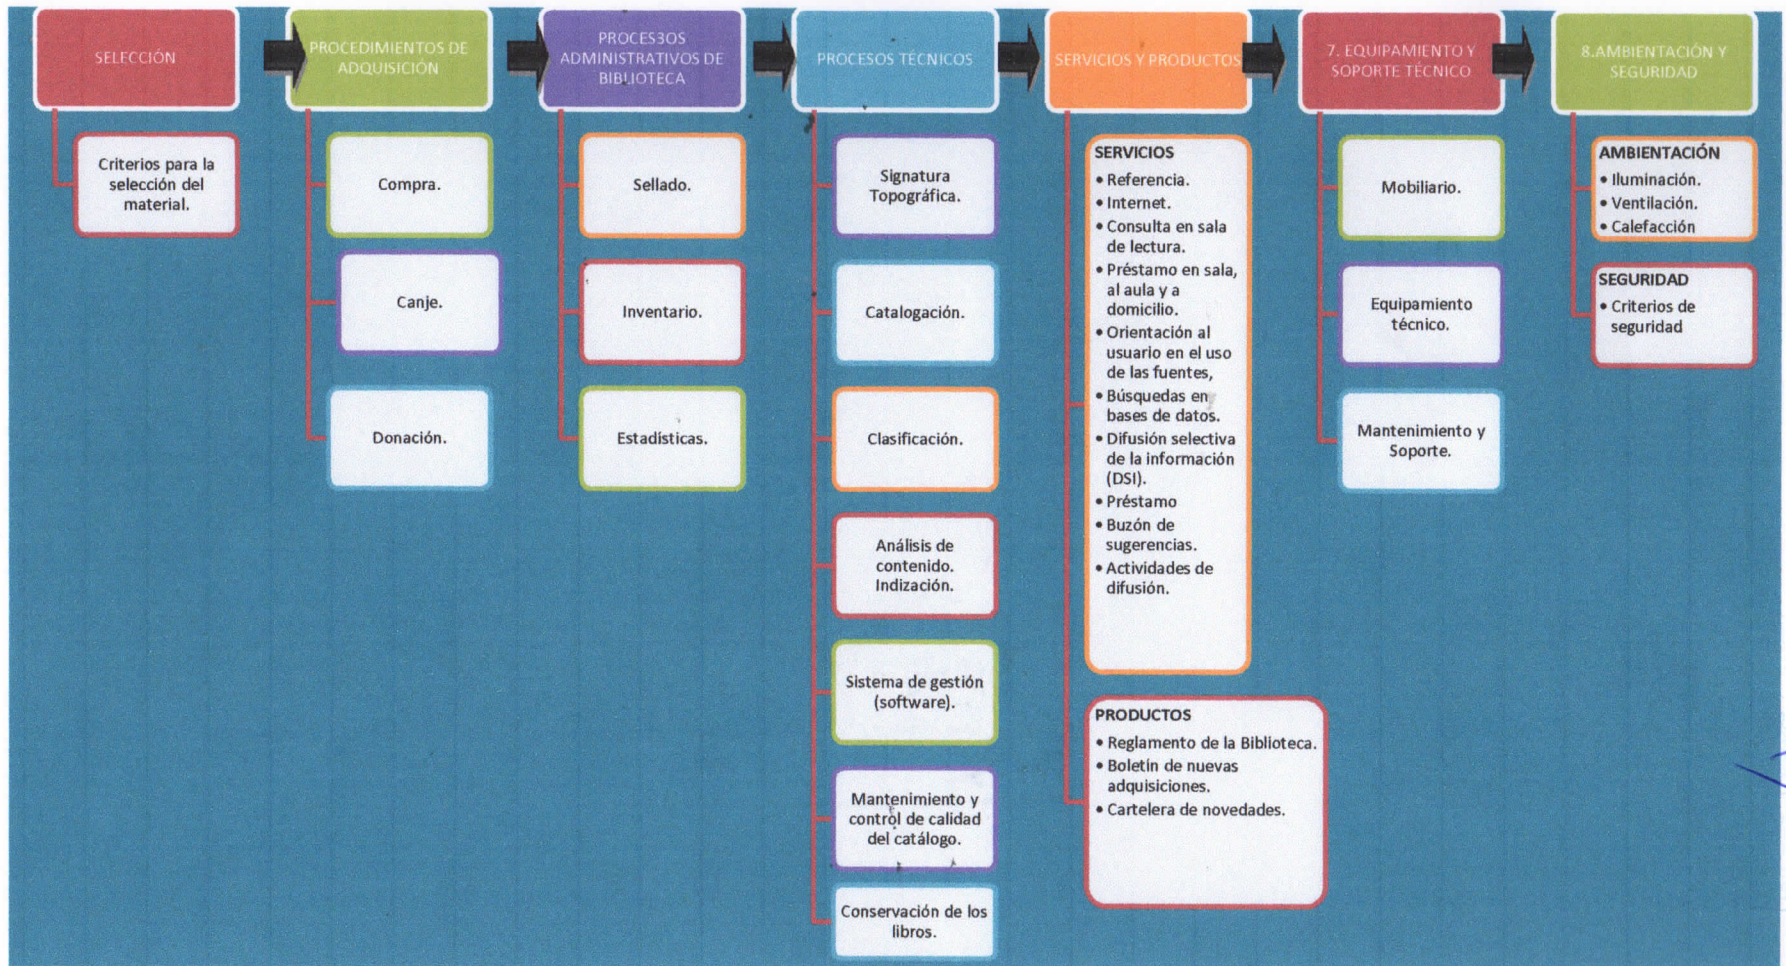 SELECCIÓN
Criterios para la
selección del
material.
PROCEDIMIENTOS DE
ADQUISICIÓN
Compra.
Canje.
Donación.
PROCES3OS
ADMINISTRATIVOS DE
BIBLIOTECA
Sellado.
Inventario.
Estadísticas.
PROCESOS TÉCNICOS
Signatura
Topográfica.
Catalogación.
Clasificación.
Análisis de
contenido.
Indización.
Sistema de gestión
(software).
Mantenimiento y
control de calidad
del catálogo.
Conservación de los
libros.
SERVICIOS Y PRODUCTOS
SERVICIOS
• Referencia.
• Internet.
• Consulta en sala
de lectura.
• Préstamo en sala,
al aula y a
domicilio.
• Orientación al
usuario en el uso
de las fuentes,
• Búsquedas en
bases de datos.
• Difusión selectiva
de la información
(DSI).
• Préstamo
• Buzón de
sugerencias.
• Actividades de
difusión.
PRODUCTOS
• Reglamento de la Biblioteca.
• Boletín de nuevas
adquisiciones.
• Cartelera de novedades.
7. EQUIPAMIENTO Y
SOPORTE TÉCNICO
Mobiliario.
Equipamiento
técnico.
Mantenimiento y
Soporte.
8.AMBIENTACIÓN Y
SEGURIDAD
AMBIENTACIÓN
• Iluminación.
• Ventilación.
• Calefacción
SEGURIDAD
• Criterios de
seguridad